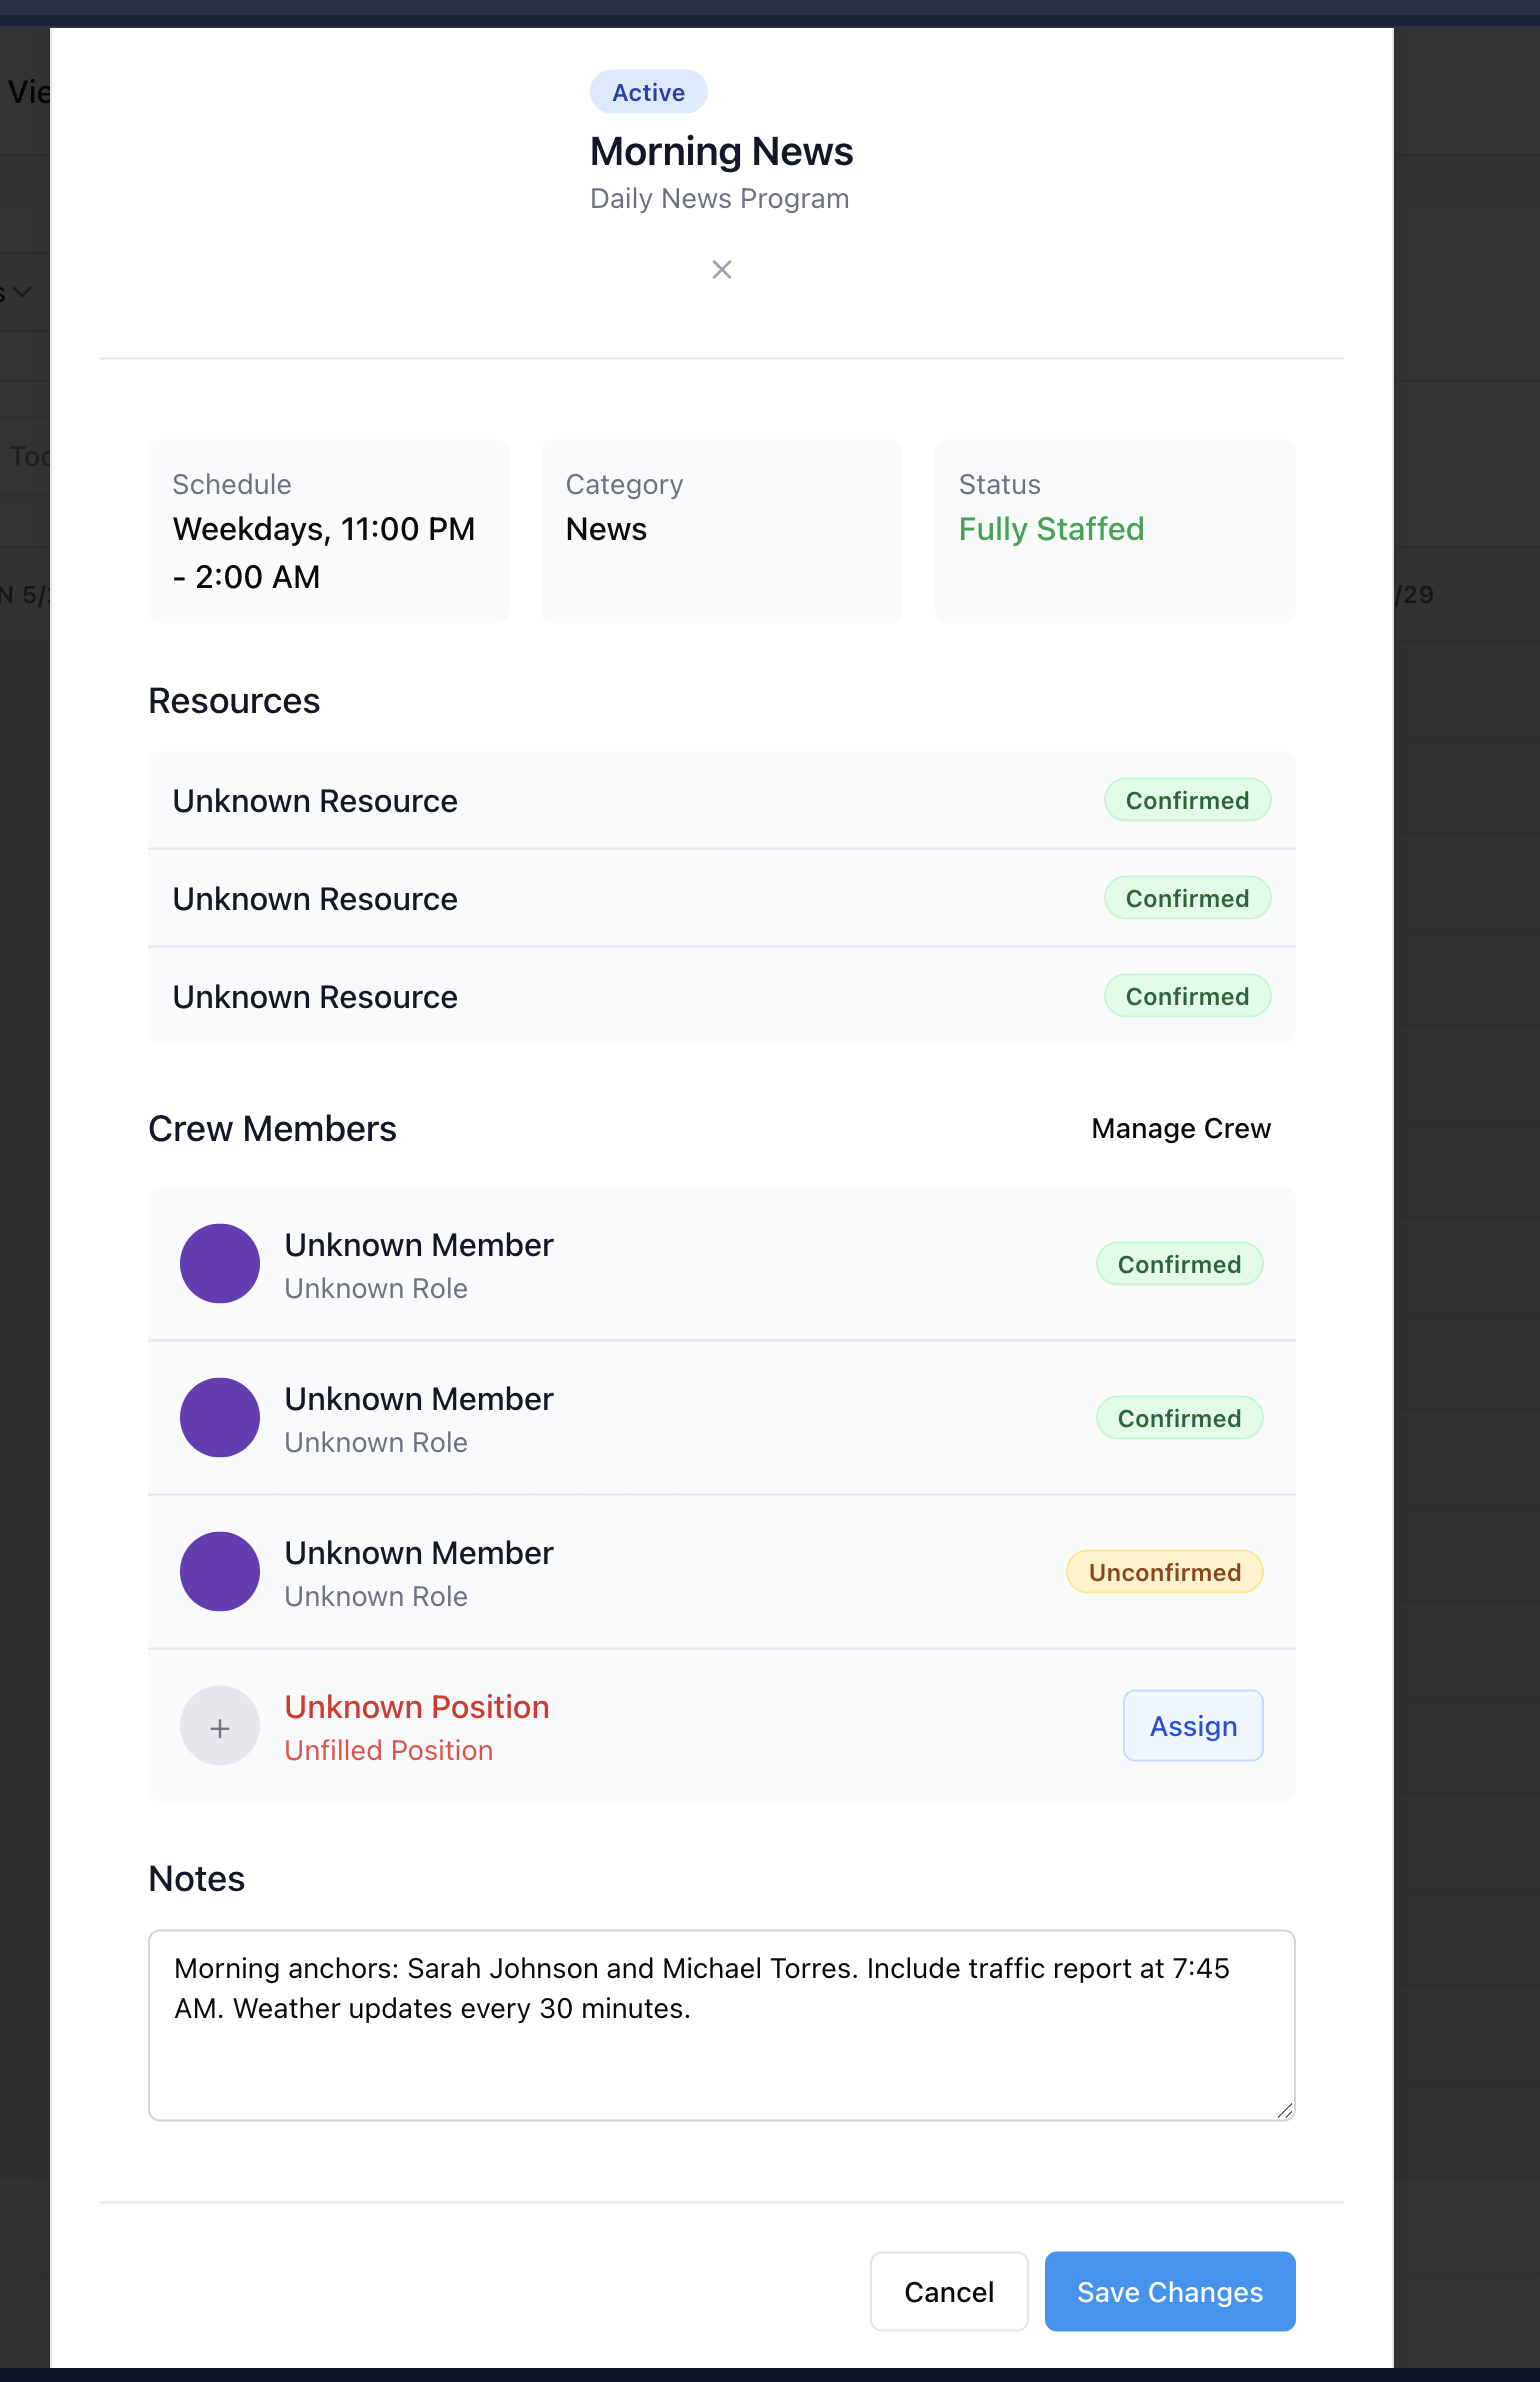 Vie
Active
Morning News
Daily News Program
Schedule
Weekdays, 11:00 PM
- 2:00 AM
Category
News
Status
Fully Staffed
Resources
Unknown Resource
Confirmed
Unknown Resource
Confirmed
Unknown Resource
Confirmed
Crew Members
Manage Crew
Unknown Member
Unknown Role
Confirmed
Unknown Member
Unknown Role
Confirmed
Unknown Member
Unknown Role
Unconfirmed
+
Unknown Position
Unfilled Position
Assign
Notes
Morning anchors: Sarah Johnson and Michael Torres. Include traffic report at 7:45
AM. Weather updates every 30 minutes.
Cancel
Save Changes
s
N 5/
/29